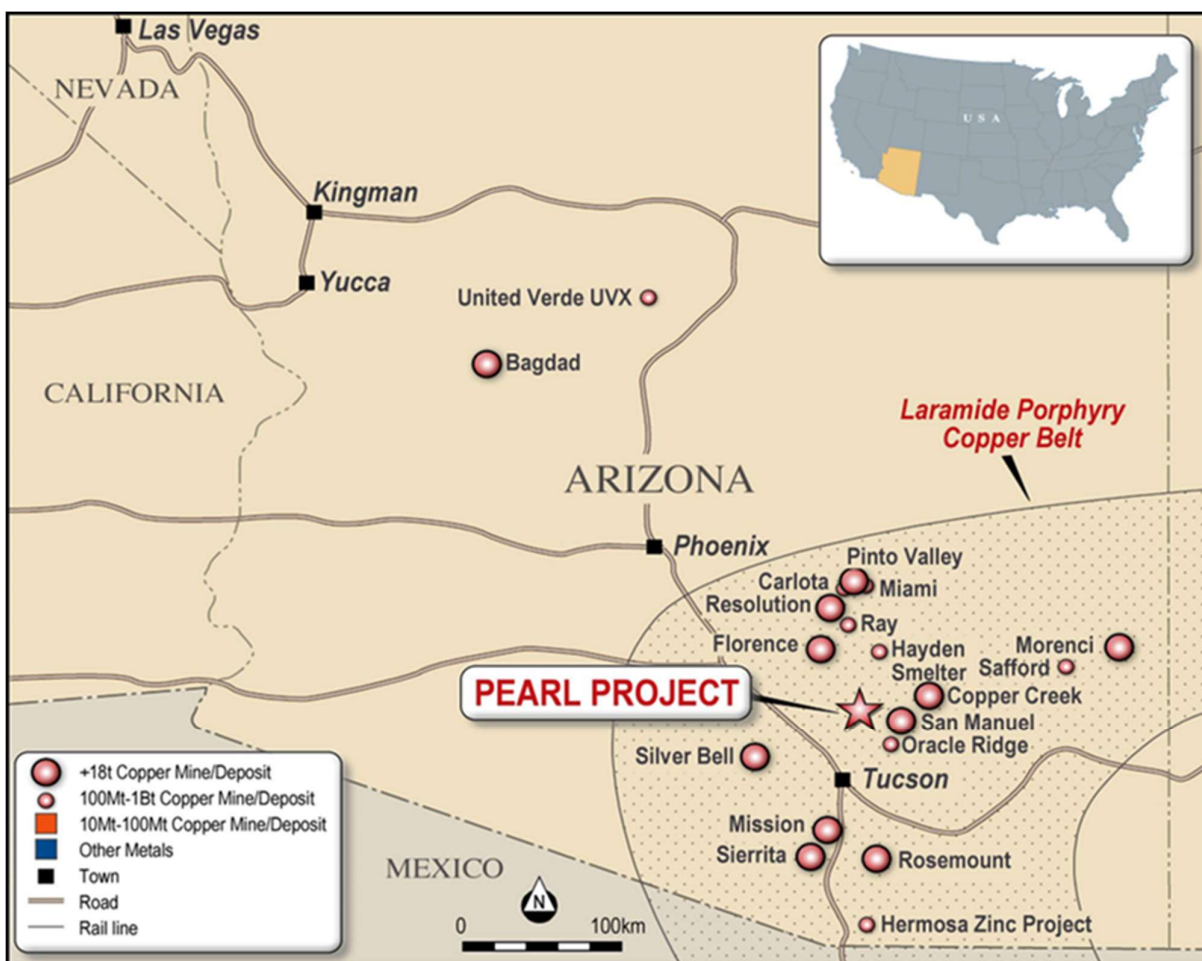 Las Vegas
NEVADA
USA
Kingman
Yucca
United Verde UVX
Bagdad
CALIFORNIA
Laramide Porphyry
Copper Belt
ARIZONA
Phoenix
Pinto Valley
Carlota
Miami
Resolution
Ray
Florence
Hayden
Smelter
Morenci
Safford
PEARL PROJECT
Copper Creek
San Manuel
Oracle Ridge
Silver Bell
Tucson
Mission
Sierrita
Rosemount
MEXICO
Hermosa Zinc Project
+18t Copper Mine/Deposit
100Mt-1Bt Copper Mine/Deposit
10Mt-100Mt Copper Mine/Deposit
Other Metals
Town
Road
Rail line
N
0 100km